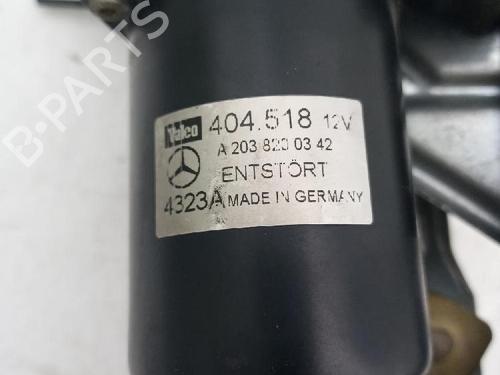 B-PARTS
Valeo 404.518 12V
A 203 820 03 42
ENTSTÖRT
4323A MADE IN GERMANY